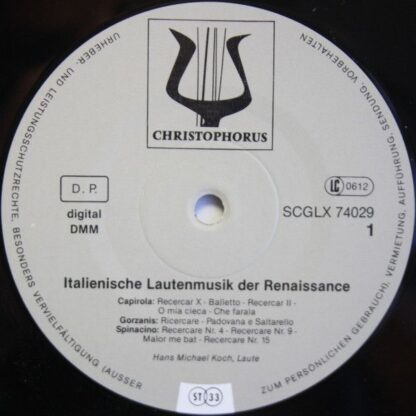 URHEBER- UND LEISTUNGSSCHUTZRECHTE, BESONDERS VERVIELFÄLTIGUNG (AUSSER ZUM PERSÖNLICHEN GEBRAUCH), VERMIETUNG, AUFFÜHRUNG, SENDUNG, VORBEHALTEN
CHRISTOPHORUS
D. P.
LC 0612
digital
DMM
SCGLX 74029
1
Italienische Lautenmusik der Renaissance
Capirola: Recercar X - Balletto - Recercar II -
O mia cieca - Che farala
Gorzanis: Ricercare - Padovana e Saltarello
Spinacino: Recercare Nr. 4 - Recercare Nr. 9 -
Malor me bat - Recercare Nr. 15
Hans Michael Koch, Laute
ST 33